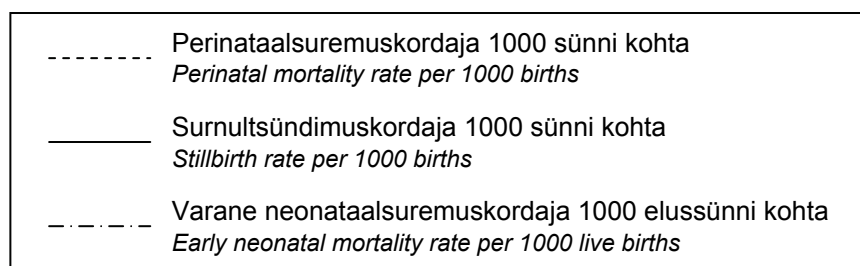 Perinataalsuremuskordaja 1000 sünni kohta
Perinatal mortality rate per 1000 births
Surnultsündimuskordaja 1000 sünni kohta
Stillbirth rate per 1000 births
Varane neonataalsuremuskordaja 1000 elussünni kohta
Early neonatal mortality rate per 1000 live births